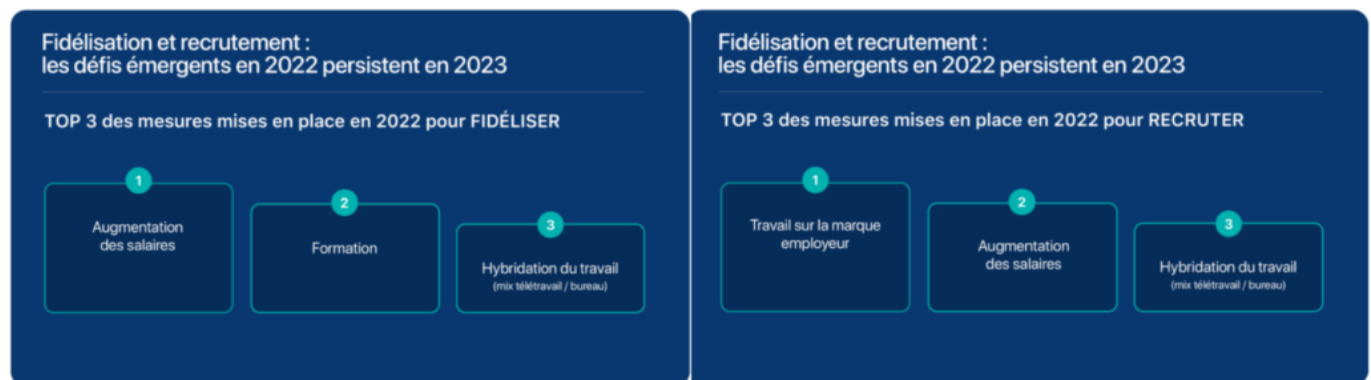 Fidélisation et recrutement :
les défis émergents en 2022 persistent en 2023
TOP 3 des mesures mises en place en 2022 pour FIDÉLISER
1
Augmentation
des salaires
2
Formation
3
Hybridation du travail
(mix télétravail / bureau)
Fidélisation et recrutement :
les défis émergents en 2022 persistent en 2023
TOP 3 des mesures mises en place en 2022 pour RECRUTER
1
Travail sur la marque
employeur
2
Augmentation
des salaires
3
Hybridation du travail
(mix télétravail / bureau)